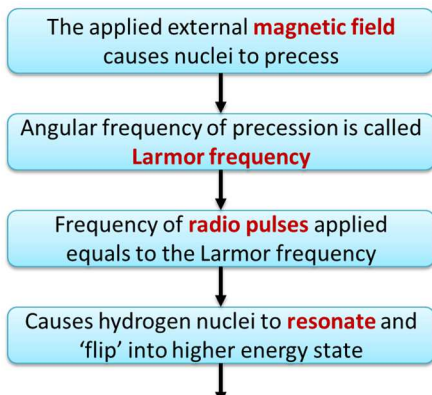 The applied external magnetic field
causes nuclei to precess
Angular frequency of precession is called
Larmor frequency
Frequency of radio pulses applied
equals to the Larmor frequency
Causes hydrogen nuclei to resonate and
‘flip’ into higher energy state